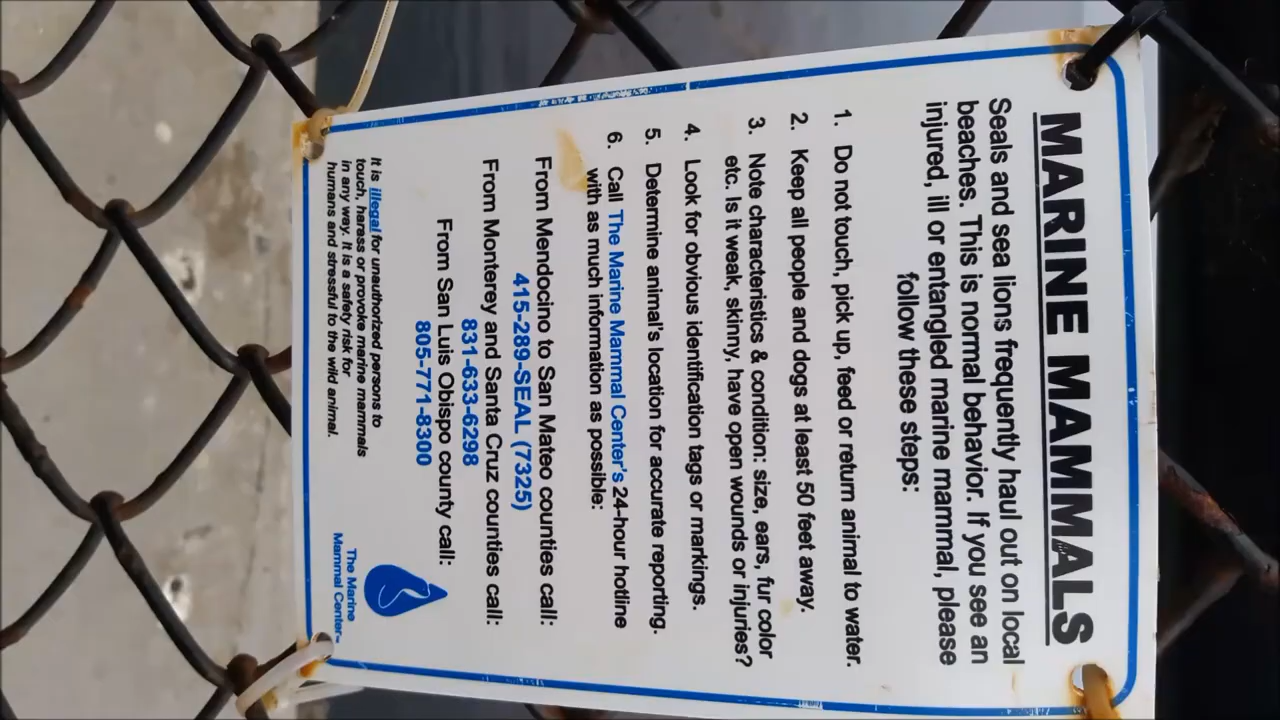 MARINE MAMMALS
Seals and sea lions frequently haul out on local
beaches. This is normal behavior. If you see an
injured, ill or entangled marine mammal, please
follow these steps:
1. Do not touch, pick up, feed or return animal to water.
2. Keep all people and dogs at least 50 feet away.
3. Note characteristics & condition: size, ears, fur color
etc. Is it weak, skinny, have open wounds or injuries?
4. Look for obvious identification tags or markings.
5. Determine animal's location for accurate reporting.
6. Call The Marine Mammal Center's 24-hour hotline
with as much information as possible:
From Mendocino to San Mateo counties call:
415-289-SEAL (7325)
From Monterey and Santa Cruz counties call:
831-633-6298
From San Luis Obispo county call:
805-771-8300
It is illegal for unauthorized persons to
touch, harass or provoke marine mammals
in any way. It is a safety risk for
humans and stressful to the wild animal.
The Marine
Mammal Center